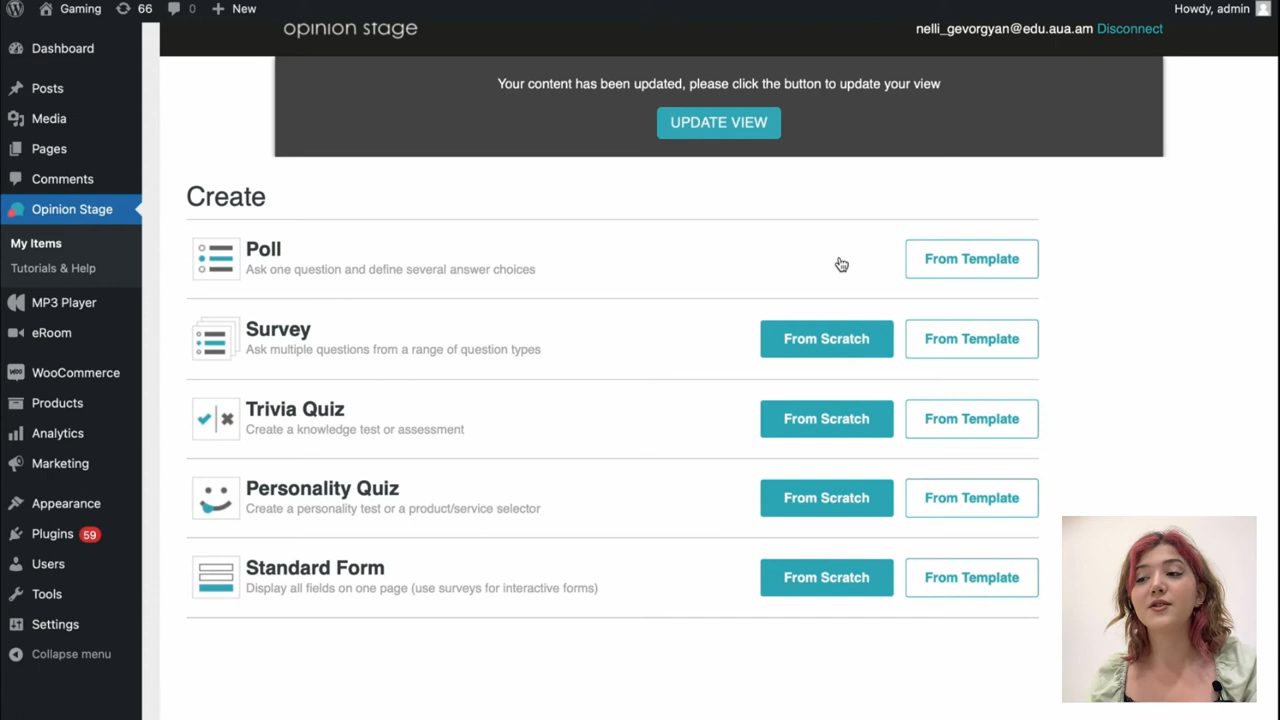 Gaming
66
0
New
Howdy, admin
Dashboard
Posts
Media
Pages
Comments
Opinion Stage
My Items
Tutorials & Help
MP3 Player
eRoom
WOO
WooCommerce
Products
Analytics
Marketing
Appearance
Plugins 59
Users
Tools
Settings
Collapse menu
opinion stage
nelli_gevorgyan@edu.aua.am Disconnect
Your content has been updated, please click the button to update your view
UPDATE VIEW
Create
Poll
Ask one question and define several answer choices
From Template
Survey
Ask multiple questions from a range of question types
From Scratch
From Template
Trivia Quiz
Create a knowledge test or assessment
From Scratch
From Template
Personality Quiz
Create a personality test or a product/service selector
From Scratch
From Template
Standard Form
Display all fields on one page (use surveys for interactive forms)
From Scratch
From Template